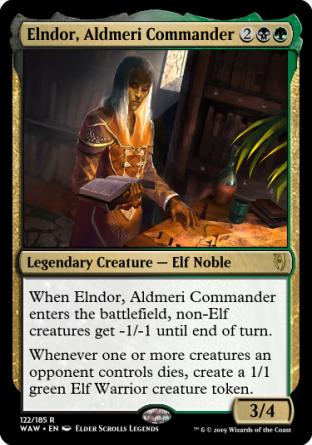 Elndor, Aldmeri Commander 2
Legendary Creature — Elf Noble
When Elndor, Aldmeri Commander
enters the battlefield, non-Elf
creatures get -1/-1 until end of turn.
Whenever one or more creatures an
opponent controls dies, create a 1/1
green Elf Warrior creature token.
3/4
122/185 R
WAW • EN ELDER SCROLLS LEGENDS
™ & © 2019 Wizards of the Coast